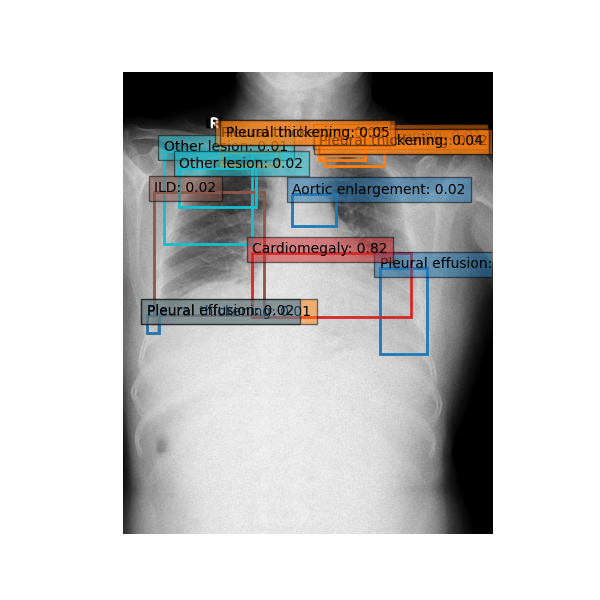 R
Pleural thickening: 0.05
Pleural thickening: 0.04
Other lesion: 0.01
Other lesion: 0.02
ILD: 0.02
Aortic enlargement: 0.02
Cardiomegaly: 0.82
Pleural effusion:
Pleural effusion: 0.02